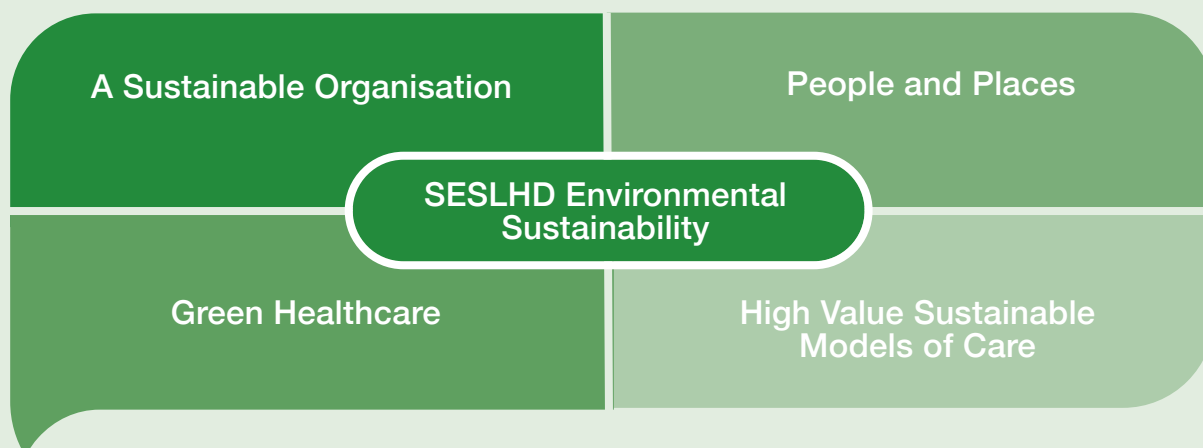 A Sustainable Organisation
People and Places
SESLHD Environmental
Sustainability
Green Healthcare
High Value Sustainable
Models of Care